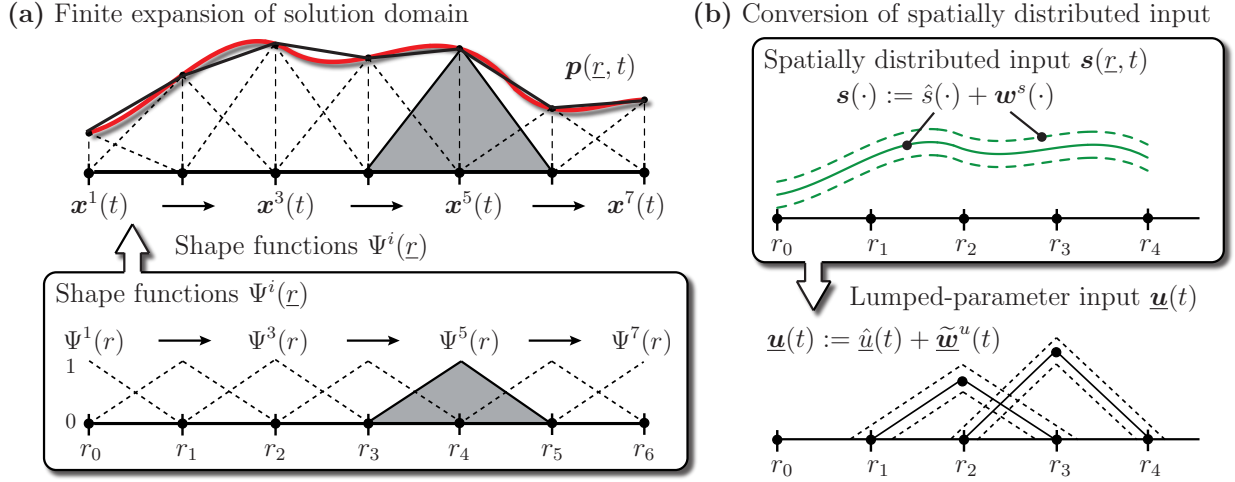 (a) Finite expansion of solution domain
p(r, t)
x¹(t) → x³(t) → x⁵(t) → x⁷(t)
Shape functions Ψⁱ(r)
Shape functions Ψⁱ(r)
Ψ¹(r) → Ψ³(r) → Ψ⁵(r) → Ψ⁷(r)
1
0
r₀ r₁ r₂ r₃ r₄ r₅ r₆
(b) Conversion of spatially distributed input
Spatially distributed input s(r, t)
s(·) := ŝ(·) + wˢ(·)
r₀ r₁ r₂ r₃ r₄
Lumped-parameter input u(t)
u(t) := û(t) + w̃ᵘ(t)
r₀ r₁ r₂ r₃ r₄